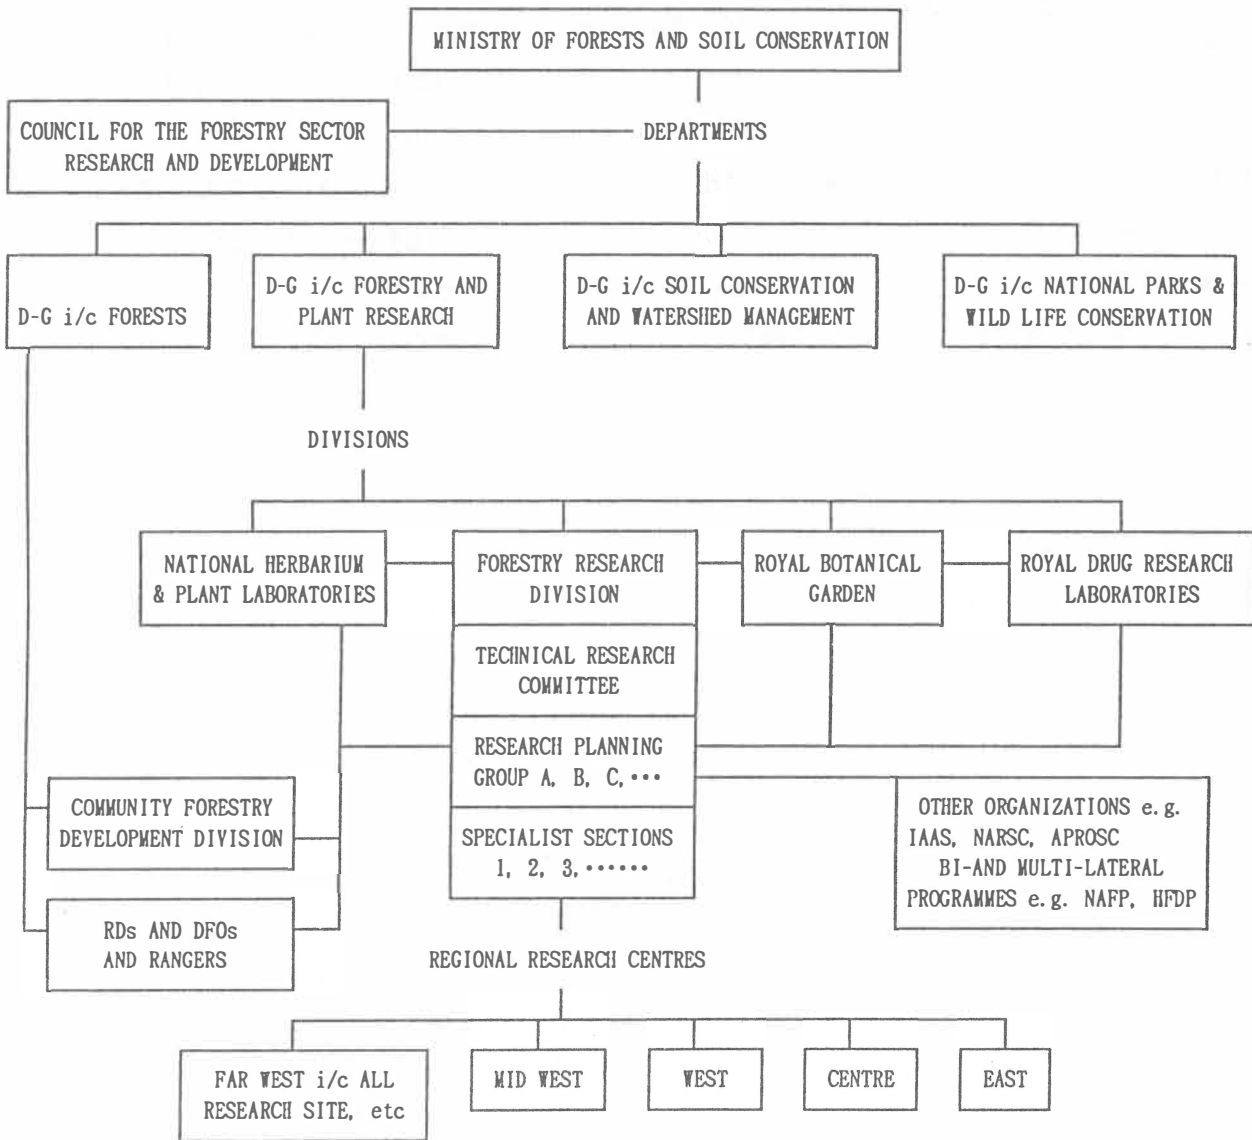 MINISTRY OF FORESTS AND SOIL CONSERVATION
COUNCIL FOR THE FORESTRY SECTOR
RESEARCH AND DEVELOPMENT
DEPARTMENTS
D-G i/c FORESTS
D-G i/c FORESTRY AND
PLANT RESEARCH
D-G i/c SOIL CONSERVATION
AND WATERSHED MANAGEMENT
D-G i/c NATIONAL PARKS &
WILD LIFE CONSERVATION
DIVISIONS
NATIONAL HERBARIUM
& PLANT LABORATORIES
FORESTRY RESEARCH
DIVISION
ROYAL BOTANICAL
GARDEN
ROYAL DRUG RESEARCH
LABORATORIES
TECHNICAL RESEARCH
COMMITTEE
RESEARCH PLANNING
GROUP A, B, C, ···
SPECIALIST SECTIONS
1, 2, 3, ······
COMMUNITY FORESTRY
DEVELOPMENT DIVISION
RDs AND DFOs
AND RANGERS
OTHER ORGANIZATIONS e.g.
IAAS, NARSC, APROSC
BI-AND MULTI-LATERAL
PROGRAMMES e.g. NAFP, HFDP
REGIONAL RESEARCH CENTRES
FAR WEST i/c ALL
RESEARCH SITE, etc
MID WEST
WEST
CENTRE
EAST